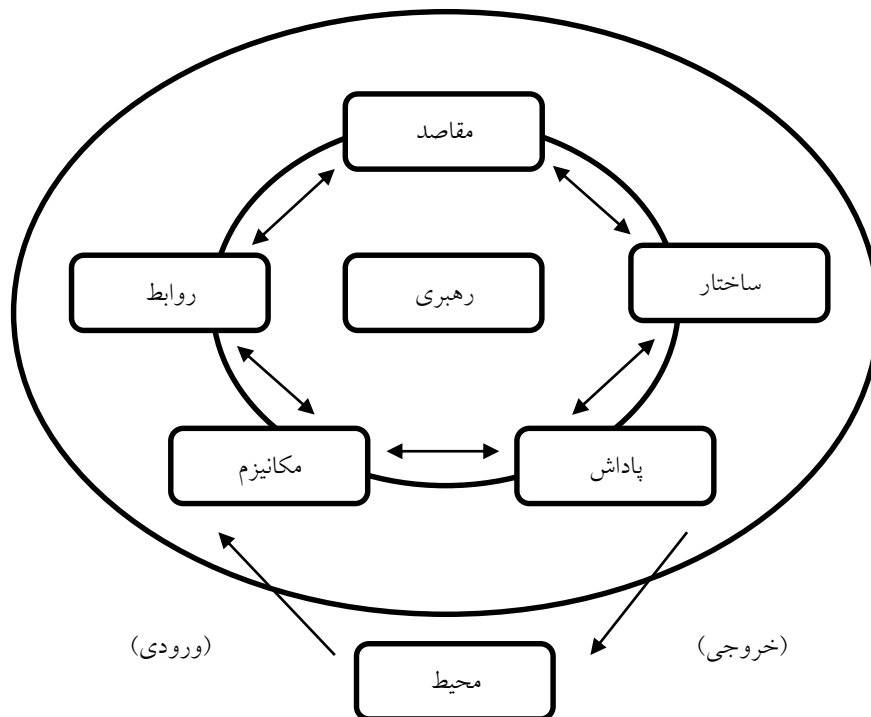 مقاصد
ساختار
رهبری
روابط
پاداش
مکانیزم
(خروجی)
(ورودی)
محیط